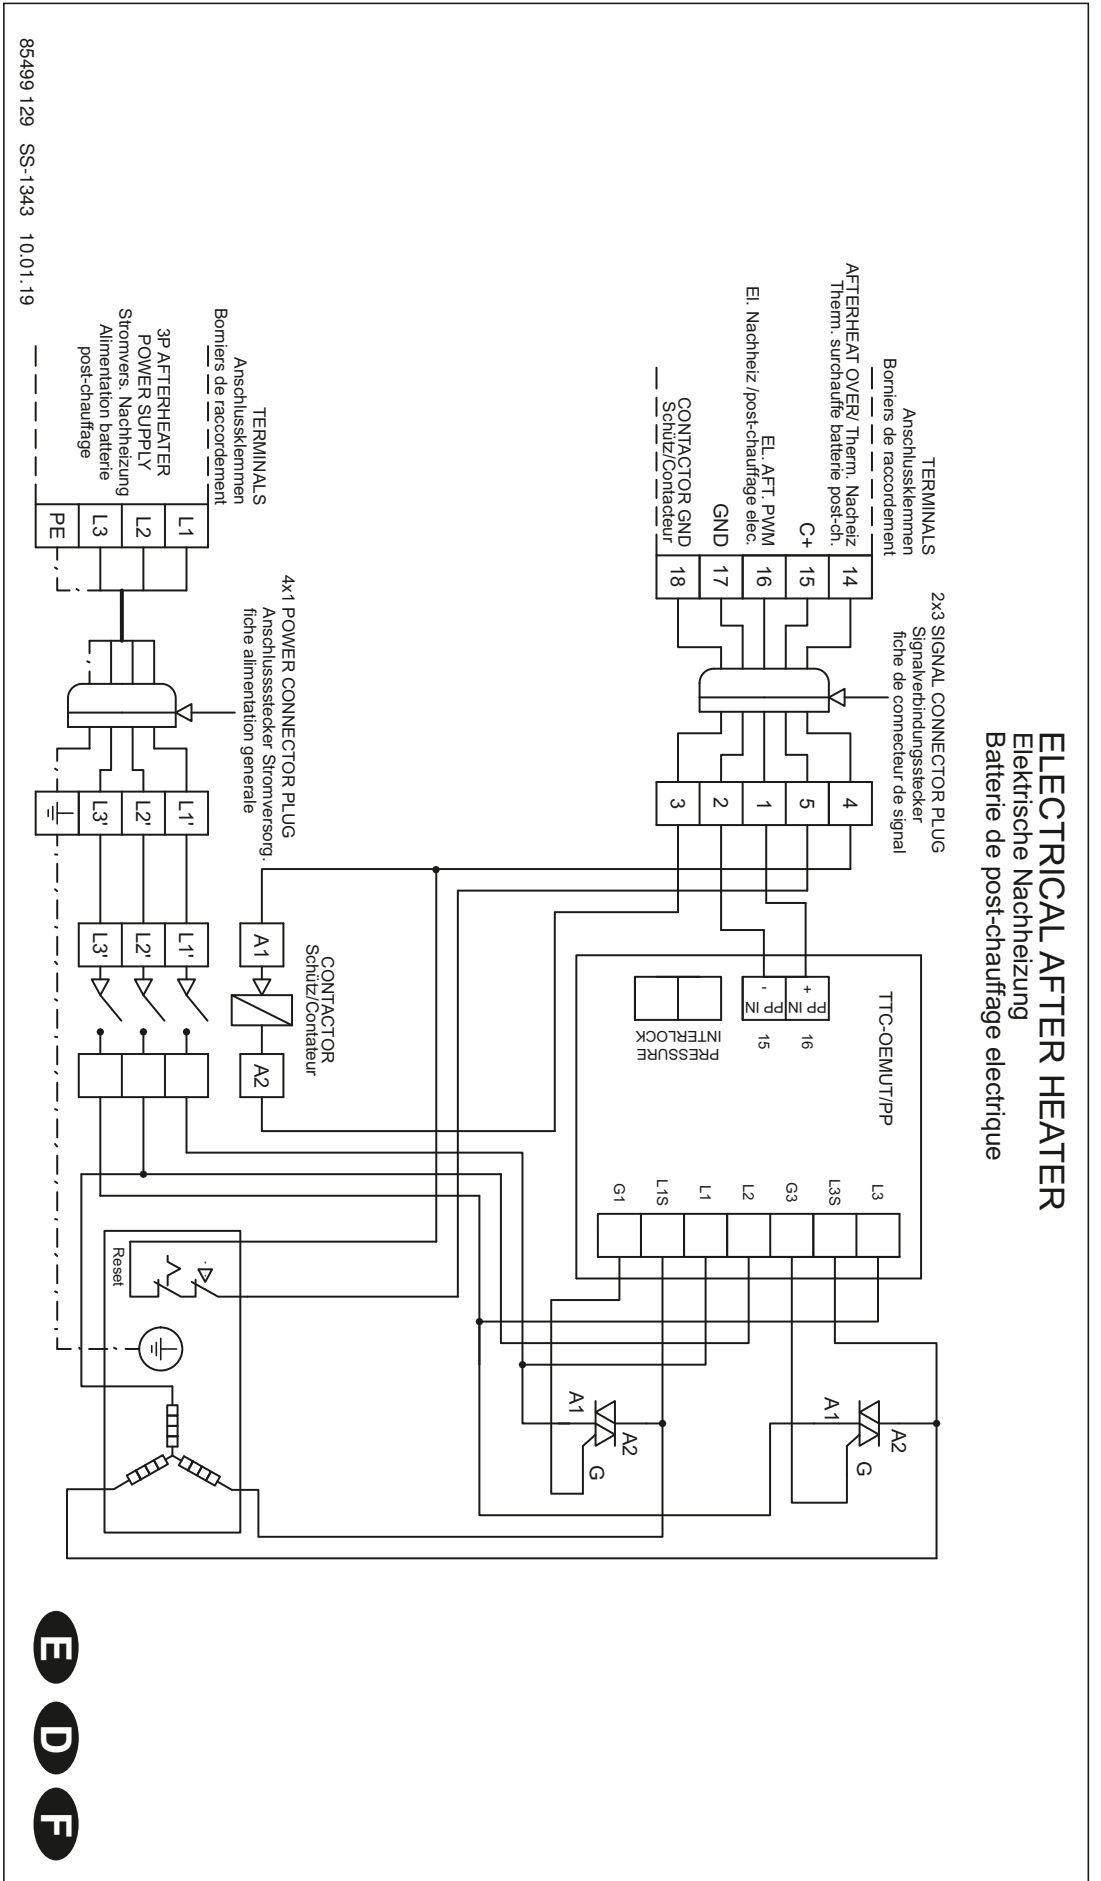 ELECTRICAL AFTER HEATER
Elektrische Nachheizung
Batterie de post-chauffage electrique
TERMINALS
Anschlussklemmen
Borniers de raccordement
2x3 SIGNAL CONNECTOR PLUG
Signalverbindungsstecker
fiche de connecteur de signal
AFTERHEAT OVER/ Therm. Nacheiz
Therm. surchauffe batterie post-ch.
C+
EL. AFT. PWM
El. Nachheiz /post-chauffage elec.
GND
CONTACTOR GND
Schütz/Contacteur
14
15
16
17
18
4
5
1
2
3
TTC-OEMUT/PP
+
PP IN
16
-
PP IN
15
PRESSURE
INTERLOCK
L3
L3S
G3
L2
L1
L1S
G1
A2
A1
G
A2
A1
G
CONTACTOR
Schütz/Contateur
A1
A2
TERMINALS
Anschlussklemmen
Borniers de raccordement
3P AFTERHEATER
POWER SUPPLY
Stromvers. Nachheizung
Alimentation batterie
post-chauffage
L1
L2
L3
PE
4x1 POWER CONNECTOR PLUG
Anschlussstecker Stromversorg.
fiche alimentation generale
L1'
L2'
L3'
L1'
L2'
L3'
Reset
85499 129 SS-1343 10.01.19
E D F